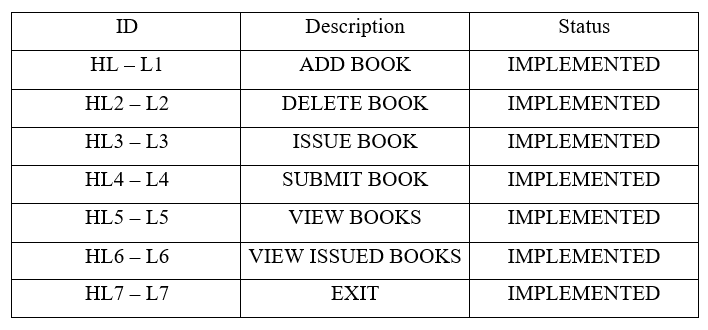 ID Description Status
HL – L1 ADD BOOK IMPLEMENTED
HL2 – L2 DELETE BOOK IMPLEMENTED
HL3 – L3 ISSUE BOOK IMPLEMENTED
HL4 – L4 SUBMIT BOOK IMPLEMENTED
HL5 – L5 VIEW BOOKS IMPLEMENTED
HL6 – L6 VIEW ISSUED BOOKS IMPLEMENTED
HL7 – L7 EXIT IMPLEMENTED